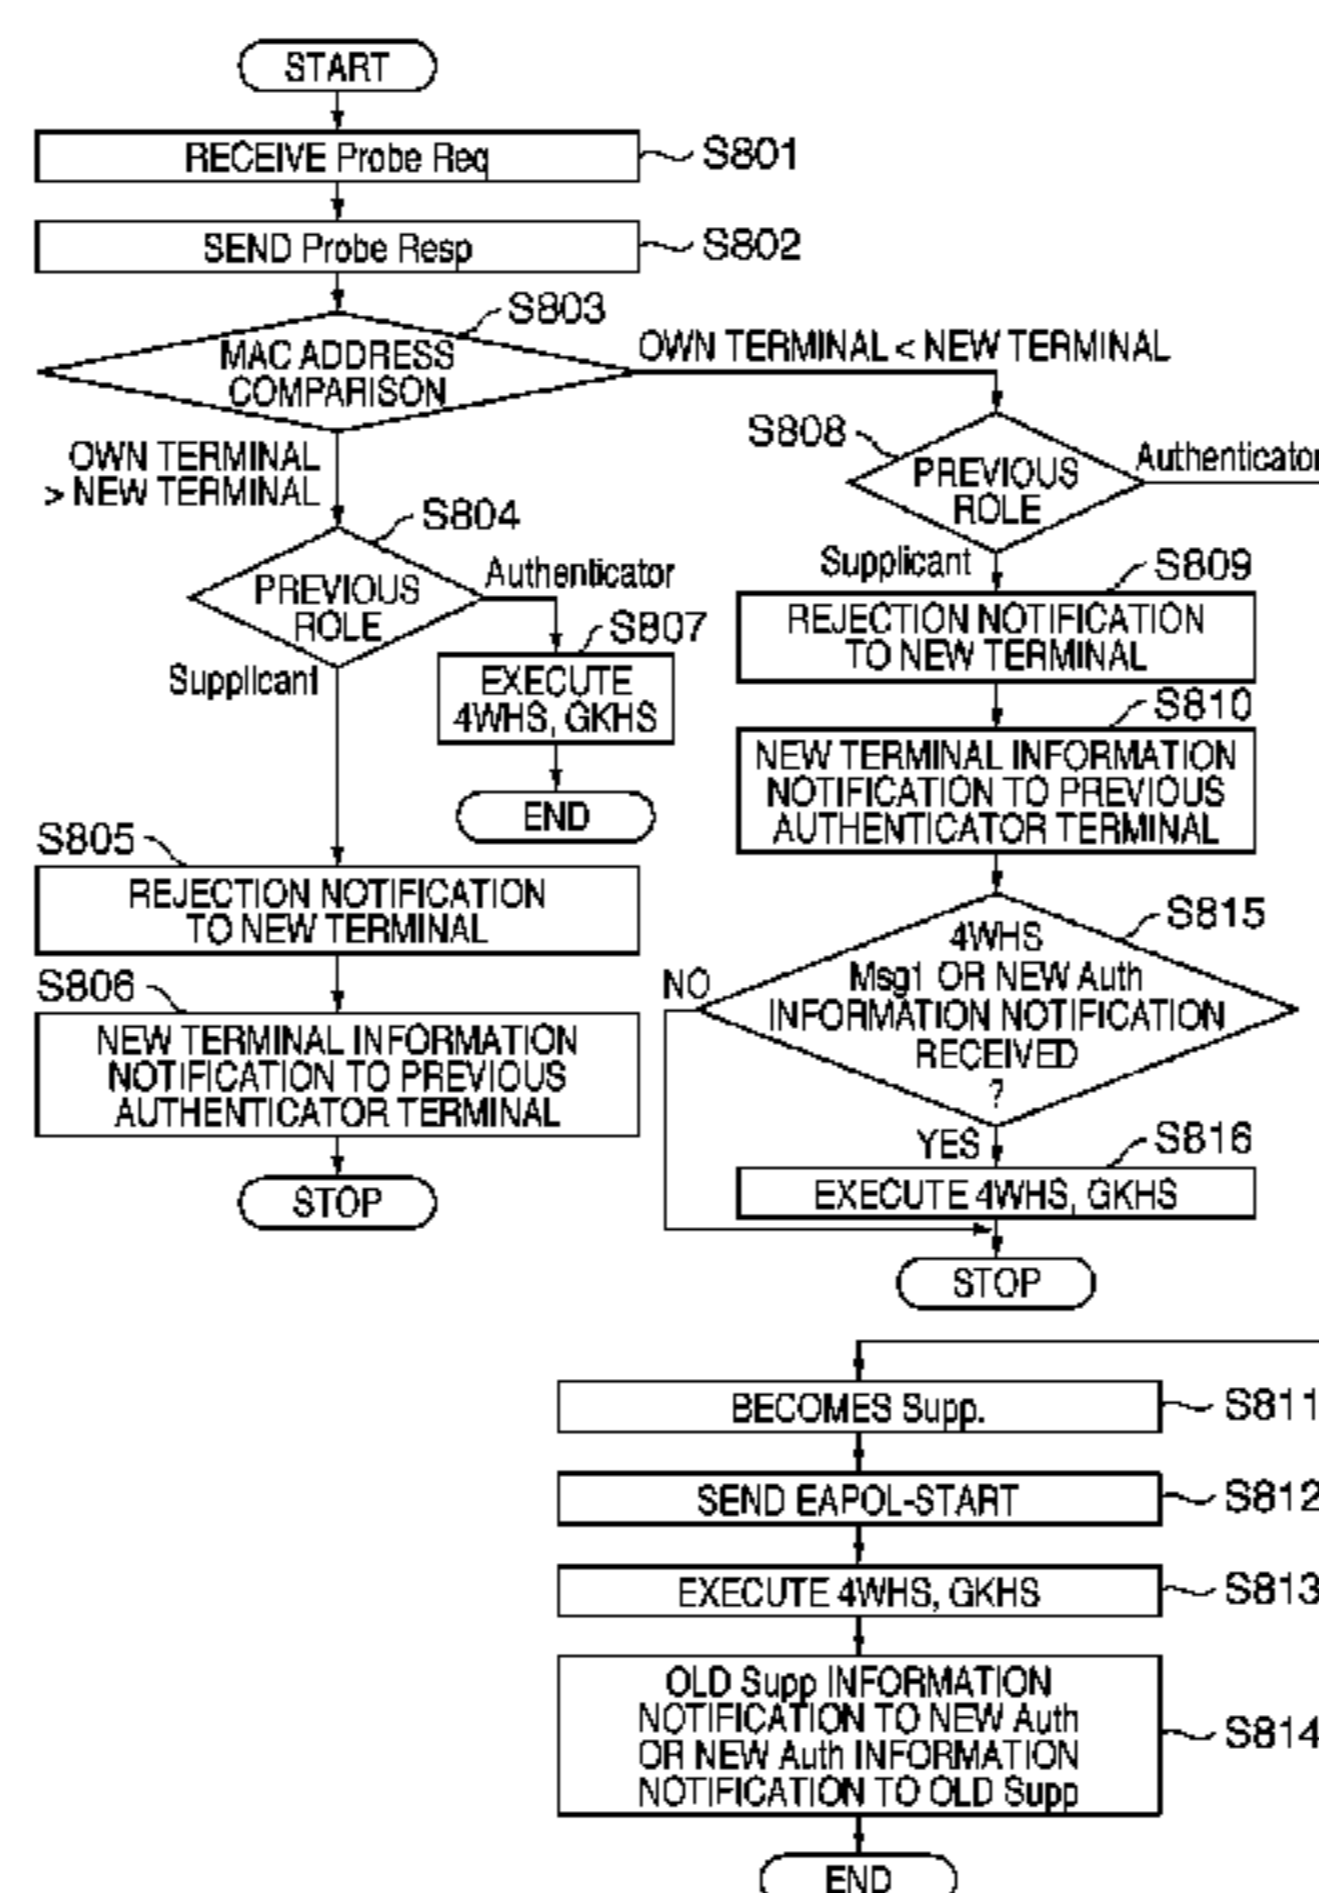 START
RECEIVE Probe Req
S801
SEND Probe Resp
S802
S803
MAC ADDRESS
COMPARISON
OWN TERMINAL < NEW TERMINAL
OWN TERMINAL
> NEW TERMINAL
S804
PREVIOUS
ROLE
Authenticator
Supplicant
S807
EXECUTE
4WHS, GKHS
END
S805
REJECTION NOTIFICATION
TO NEW TERMINAL
S806
NEW TERMINAL INFORMATION
NOTIFICATION TO PREVIOUS
AUTHENTICATOR TERMINAL
STOP
S808
PREVIOUS
ROLE
Authenticator
Supplicant
S809
REJECTION NOTIFICATION
TO NEW TERMINAL
S810
NEW TERMINAL INFORMATION
NOTIFICATION TO PREVIOUS
AUTHENTICATOR TERMINAL
S815
4WHS
Msg1 OR NEW Auth
INFORMATION NOTIFICATION
RECEIVED
?
NO
YES
S816
EXECUTE 4WHS, GKHS
STOP
BECOMES Supp.
S811
SEND EAPOL-START
S812
EXECUTE 4WHS, GKHS
S813
OLD Supp INFORMATION
NOTIFICATION TO NEW Auth
OR NEW Auth INFORMATION
NOTIFICATION TO OLD Supp
S814
END